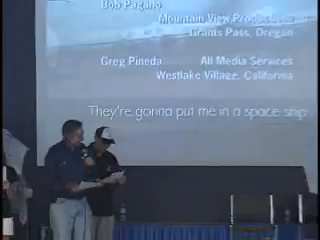 Bob Pagano
Mountain View Productions
Grants Pass, Oregon
Greg Pineda All Media Services
Westlake Village, California
They're gonna put me in a space ship